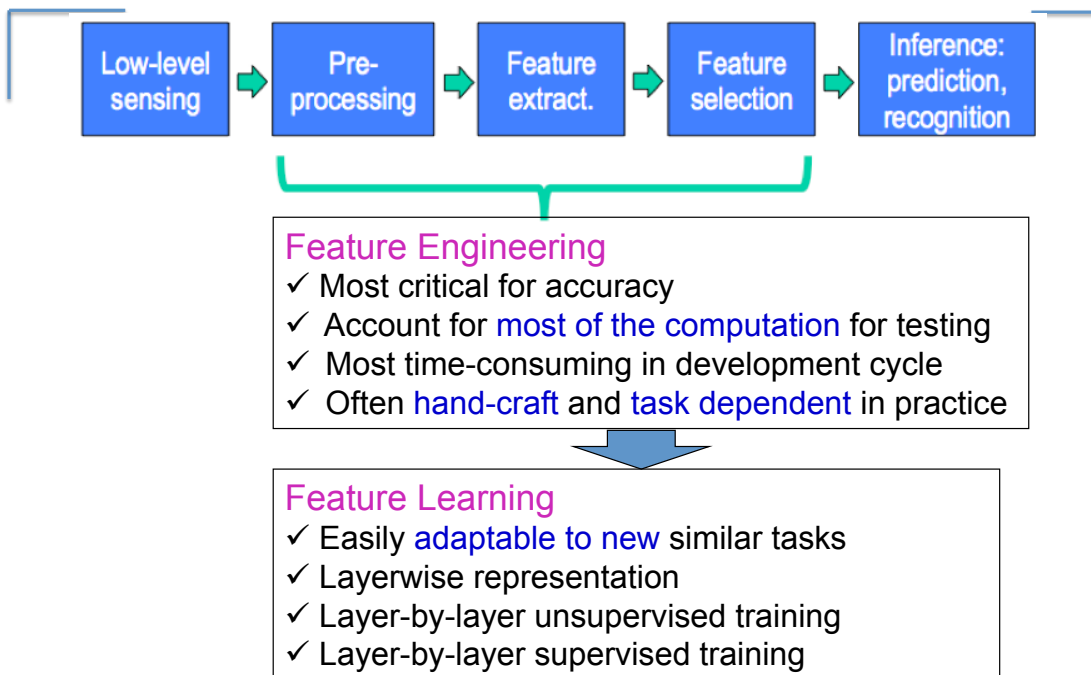 Low-level
sensing
Pre-
processing
Feature
extract.
Feature
selection
Inference:
prediction,
recognition
Feature Engineering
✓ Most critical for accuracy
✓ Account for most of the computation for testing
✓ Most time-consuming in development cycle
✓ Often hand-craft and task dependent in practice
Feature Learning
✓ Easily adaptable to new similar tasks
✓ Layerwise representation
✓ Layer-by-layer unsupervised training
✓ Layer-by-layer supervised training